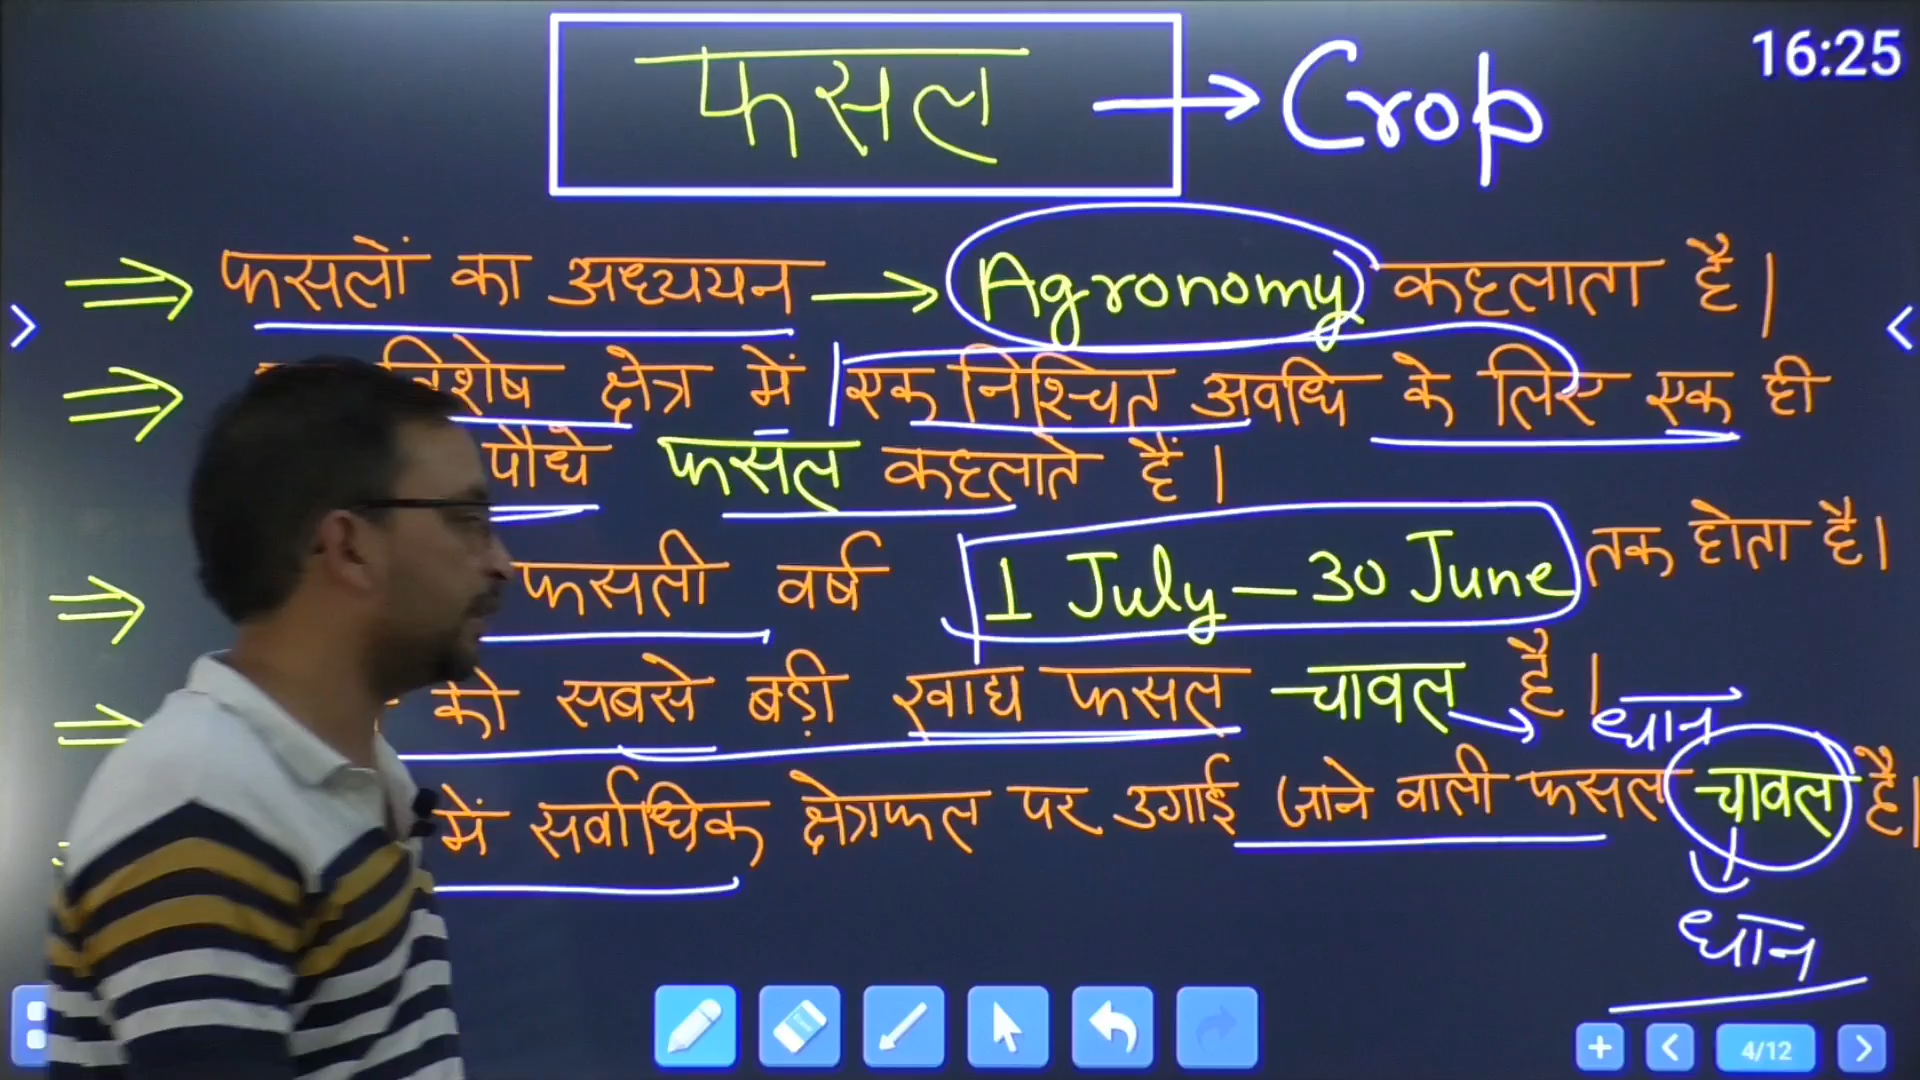 16:25
फसल → Crop
⇒ फसलों का अध्ययन → Agronomy कहलाता है।
⇒ विशेष क्षेत्र में एक निश्चित अवधि के लिए एक ही
पौधे फसल कहलाते हैं।
⇒ फसली वर्ष 1 July — 30 June तक होता है।
⇒ की सबसे बड़ी खाद्य फसल चावल है। → धान
में सर्वाधिक क्षेत्रफल पर उगाई जाने वाली फसल चावल है।
धान
4/12